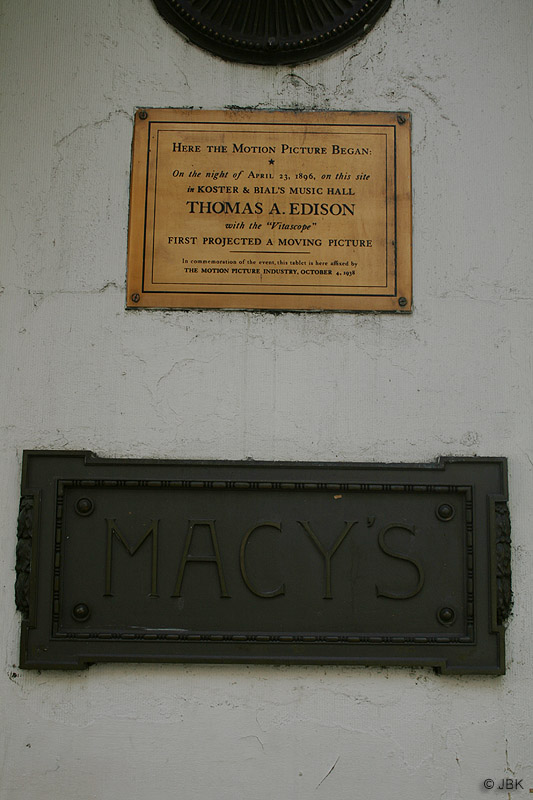 HERE THE MOTION PICTURE BEGAN:
On the night of APRIL 23, 1896, on this site
in KOSTER & BIAL'S MUSIC HALL
THOMAS A. EDISON
with the "Vitascope"
FIRST PROJECTED A MOVING PICTURE
In commemoration of the event, this tablet is here affixed by
THE MOTION PICTURE INDUSTRY, OCTOBER 4, 1938
MACY'S
© JBK